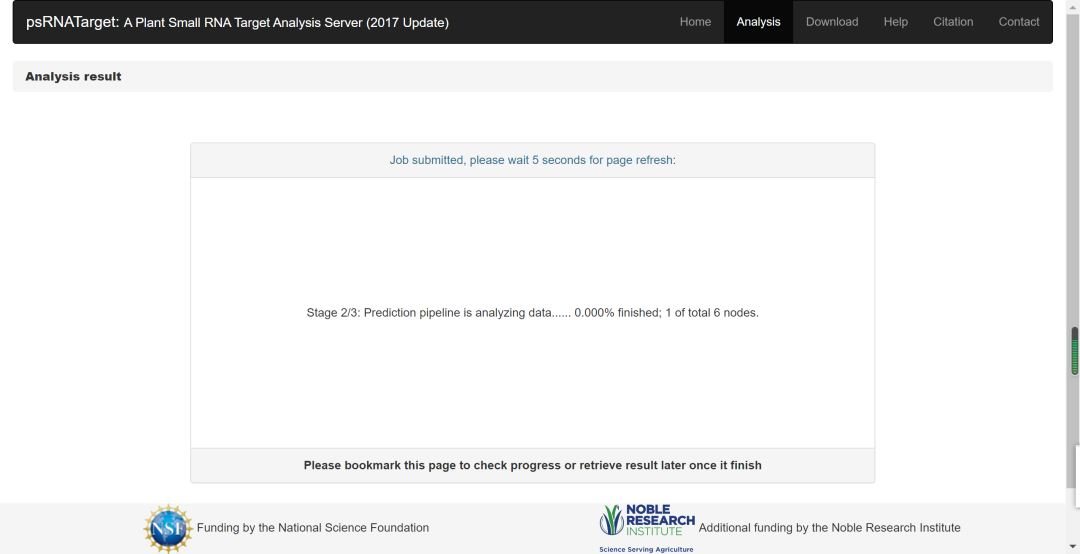 psRNATarget: A Plant Small RNA Target Analysis Server (2017 Update) Home Analysis Download Help Citation Contact
Analysis result
Job submitted, please wait 5 seconds for page refresh:
Stage 2/3: Prediction pipeline is analyzing data...... 0.000% finished; 1 of total 6 nodes.
Please bookmark this page to check progress or retrieve result later once it finish
NSF Funding by the National Science Foundation
NOBLE
RESEARCH
INSTITUTE
Science Serving Agriculture
Additional funding by the Noble Research Institute